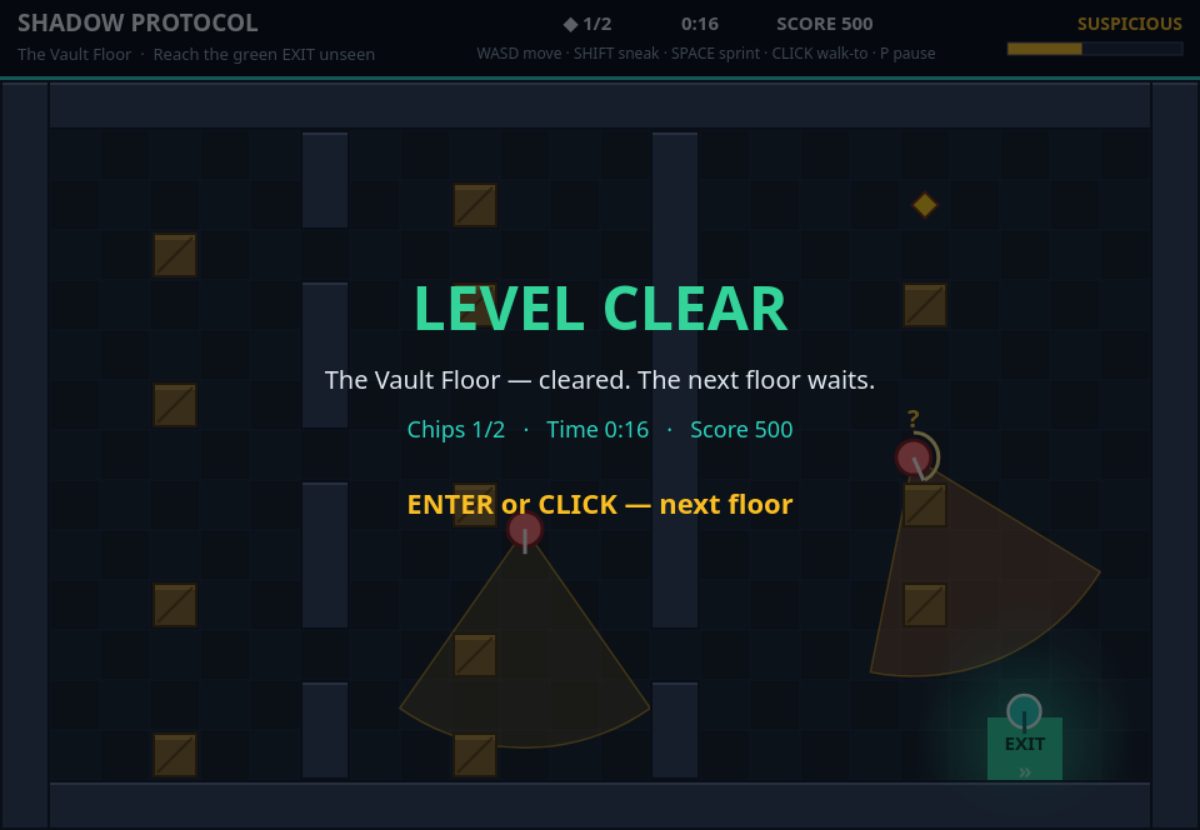 SHADOW PROTOCOL
◆ 1/2 0:16 SCORE 500
SUSPICIOUS
The Vault Floor · Reach the green EXIT unseen
WASD move · SHIFT sneak · SPACE sprint · CLICK walk-to · P pause
LEVEL CLEAR
The Vault Floor — cleared. The next floor waits.
Chips 1/2 · Time 0:16 · Score 500
?
ENTER or CLICK — next floor
EXIT
»